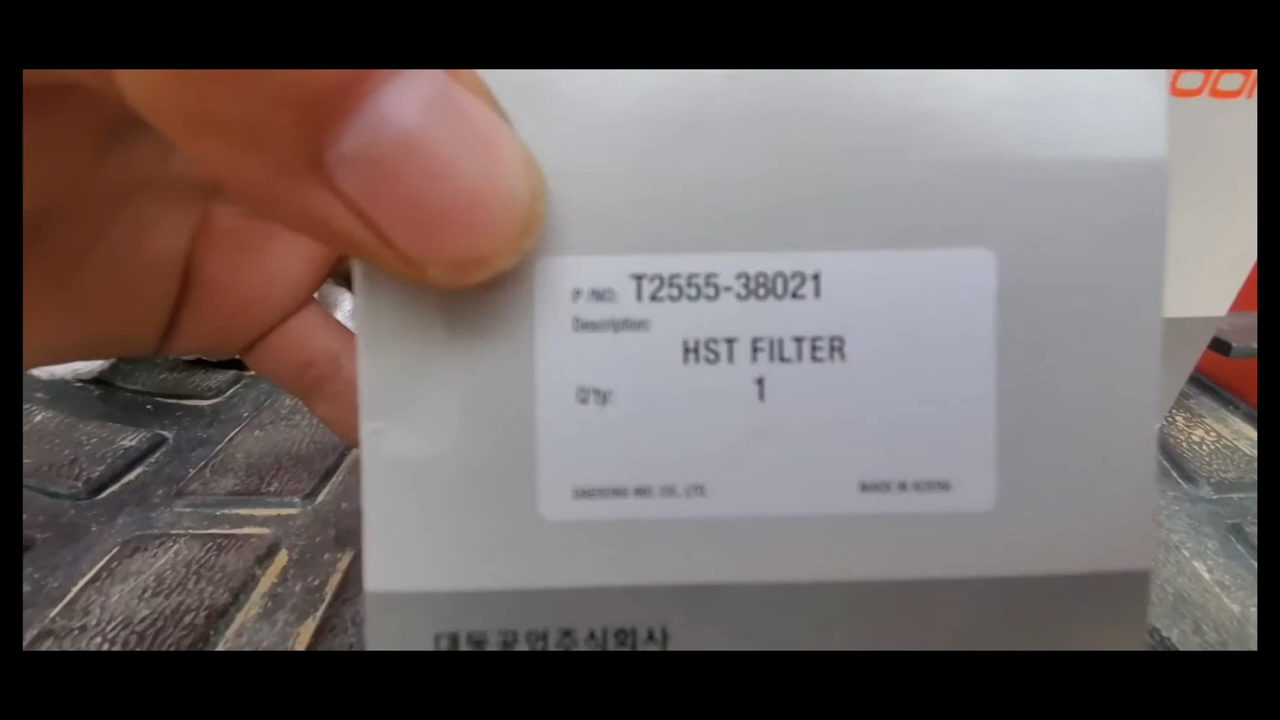 P/NO: T2555-38021
Description:
HST FILTER
Q'ty: 1
DAEDONG IND. CO., LTD.
MADE IN KOREA
대동공업주식회사